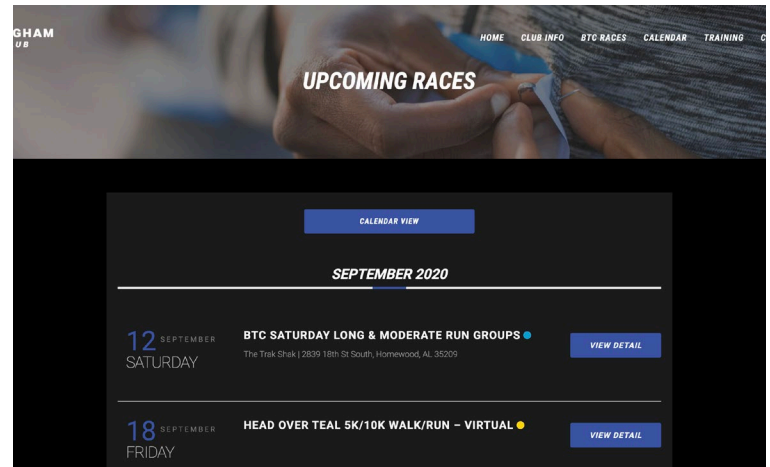 GHAM
UB
HOME CLUB INFO BTC RACES CALENDAR TRAINING C
UPCOMING RACES
CALENDAR VIEW
SEPTEMBER 2020
12 SEPTEMBER
SATURDAY
BTC SATURDAY LONG & MODERATE RUN GROUPS
The Trak Shak | 2839 18th St South, Homewood, AL 35209
VIEW DETAIL
18 SEPTEMBER
FRIDAY
HEAD OVER TEAL 5K/10K WALK/RUN – VIRTUAL
VIEW DETAIL